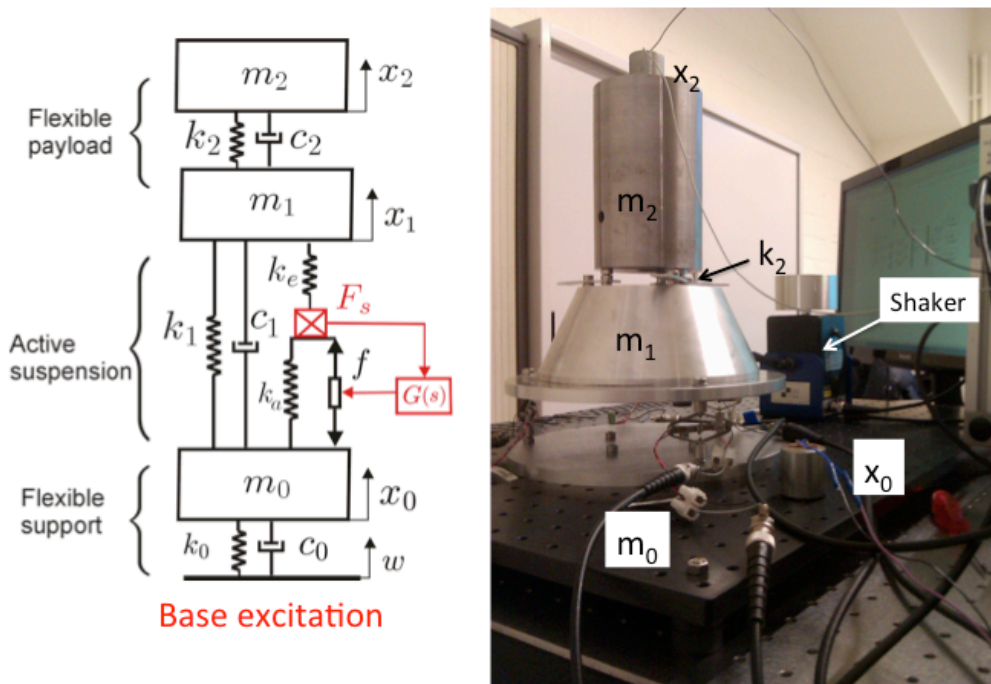 m₂
x₂
Flexible
payload
k₂
c₂
m₁
x₁
kₑ
Fₛ
k₁
c₁
Active
suspension
kₐ
f
G(s)
m₀
x₀
Flexible
support
k₀
c₀
w
Base excitation
x₂
m₂
k₂
Shaker
m₁
x₀
m₀